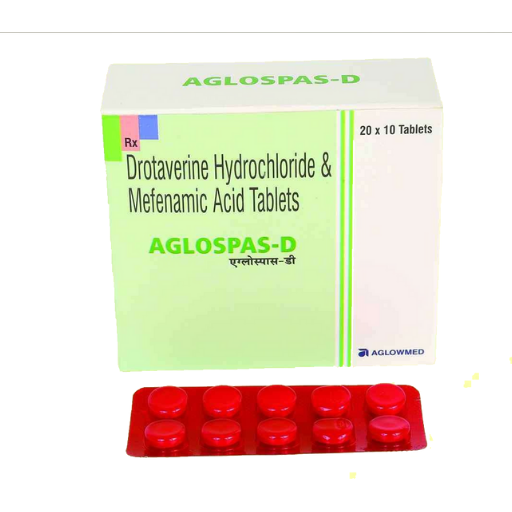 AGLOSPAS-D
Rx
20 x 10 Tablets
Drotaverine Hydrochloride &
Mefenamic Acid Tablets
AGLOSPAS-D
एग्लोस्पास-डी
AGLOWMED